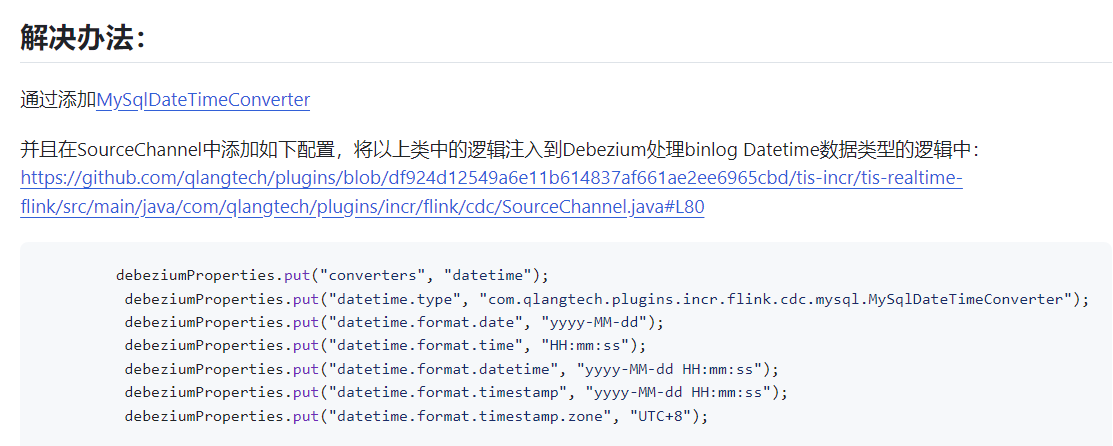 解决办法：
通过添加MySqlDateTimeConverter
并且在SourceChannel中添加如下配置，将以上类中的逻辑注入到Debezium处理binlog Datetime数据类型的逻辑中：
https://github.com/qlangtech/plugins/blob/df924d12549a6e11b614837af661ae2ee6965cbd/tis-incr/tis-realtime-
flink/src/main/java/com/qlangtech/plugins/incr/flink/cdc/SourceChannel.java#L80
debeziumProperties.put("converters", "datetime");
debeziumProperties.put("datetime.type", "com.qlangtech.plugins.incr.flink.cdc.mysql.MySqlDateTimeConverter");
debeziumProperties.put("datetime.format.date", "yyyy-MM-dd");
debeziumProperties.put("datetime.format.time", "HH:mm:ss");
debeziumProperties.put("datetime.format.datetime", "yyyy-MM-dd HH:mm:ss");
debeziumProperties.put("datetime.format.timestamp", "yyyy-MM-dd HH:mm:ss");
debeziumProperties.put("datetime.format.timestamp.zone", "UTC+8");